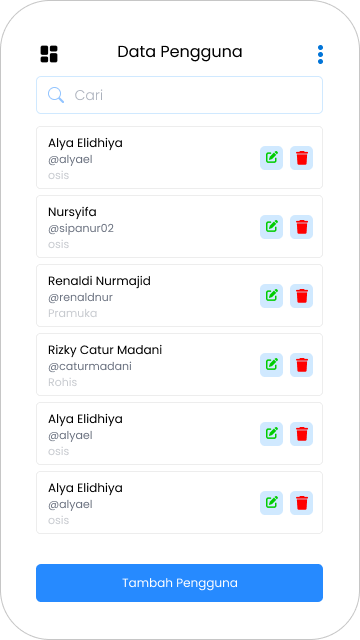 Data Pengguna
Cari
Alya Elidhiya
@alyael
osis
Nursyifa
@sipanur02
osis
Renaldi Nurmajid
@renaldnur
Pramuka
Rizky Catur Madani
@caturmadani
Rohis
Alya Elidhiya
@alyael
osis
Alya Elidhiya
@alyael
osis
Tambah Pengguna